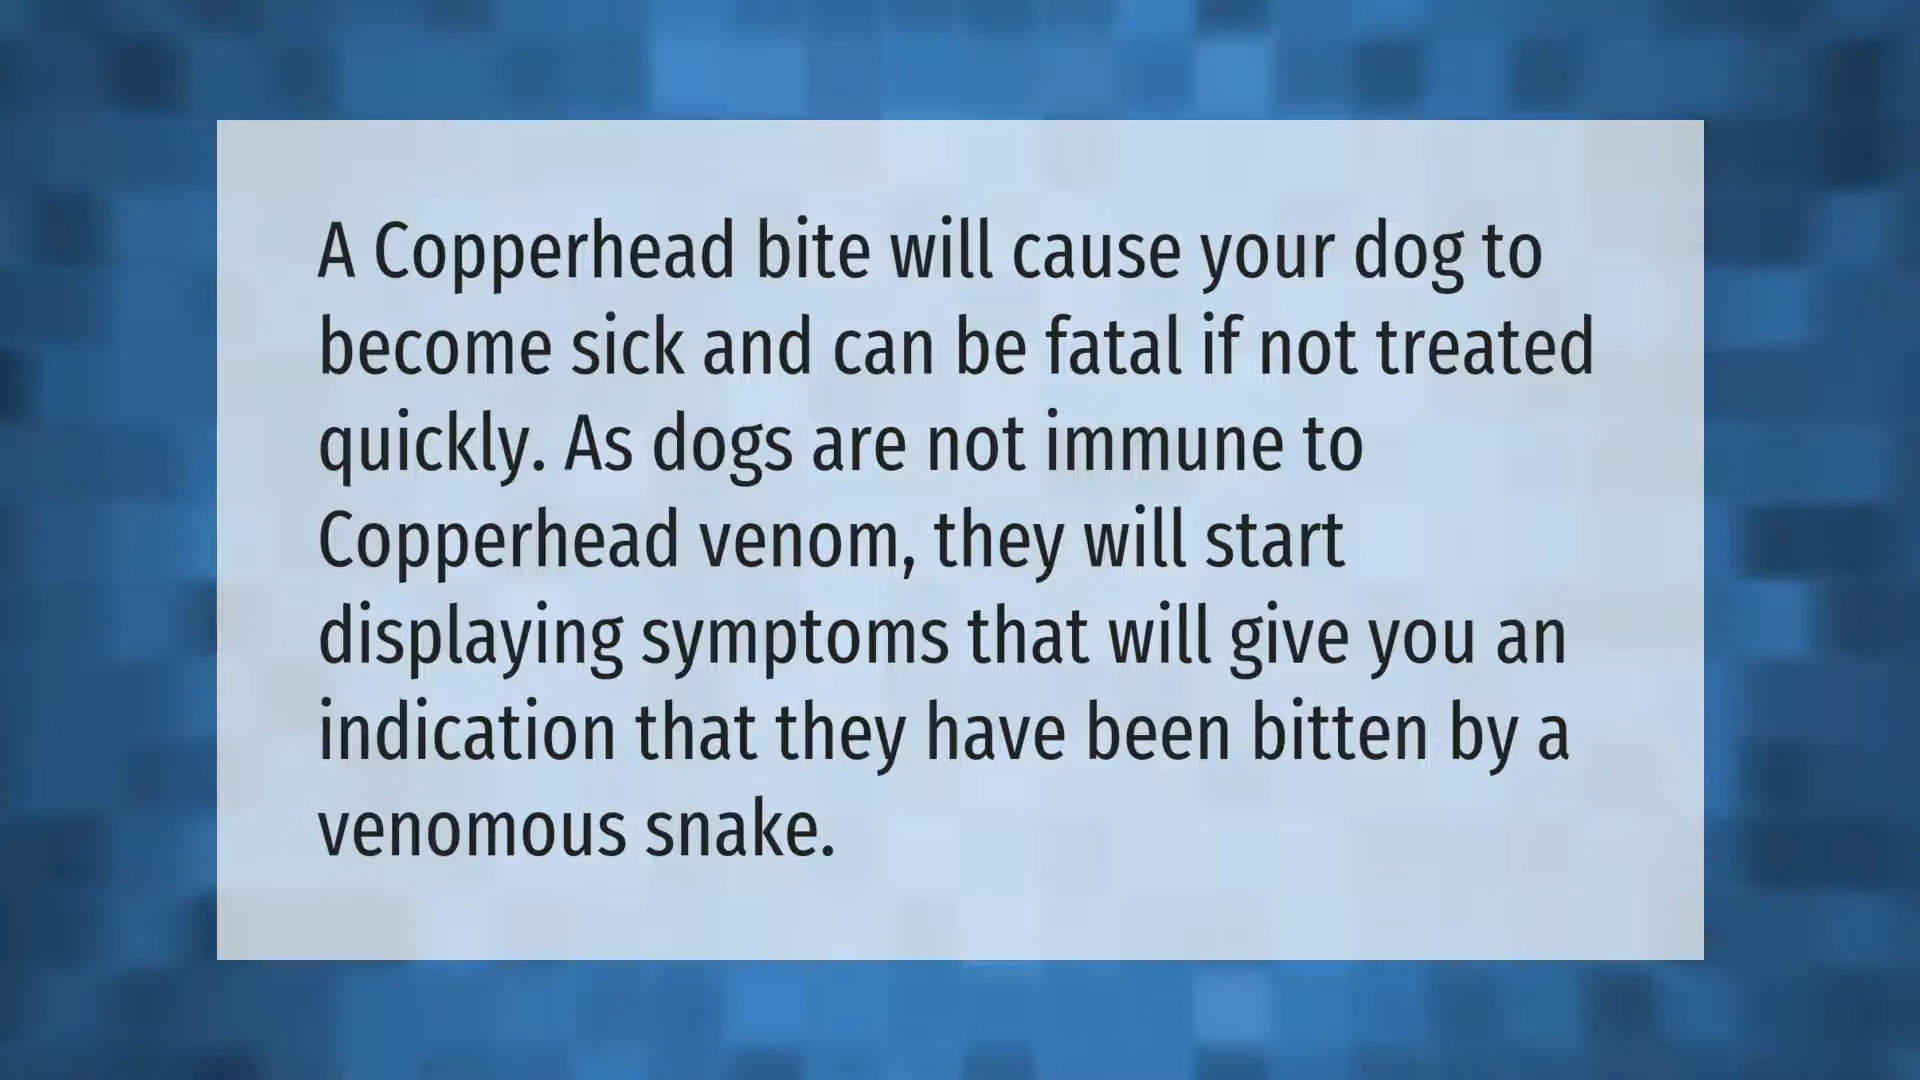 A Copperhead bite will cause your dog to
become sick and can be fatal if not treated
quickly. As dogs are not immune to
Copperhead venom, they will start
displaying symptoms that will give you an
indication that they have been bitten by a
venomous snake.